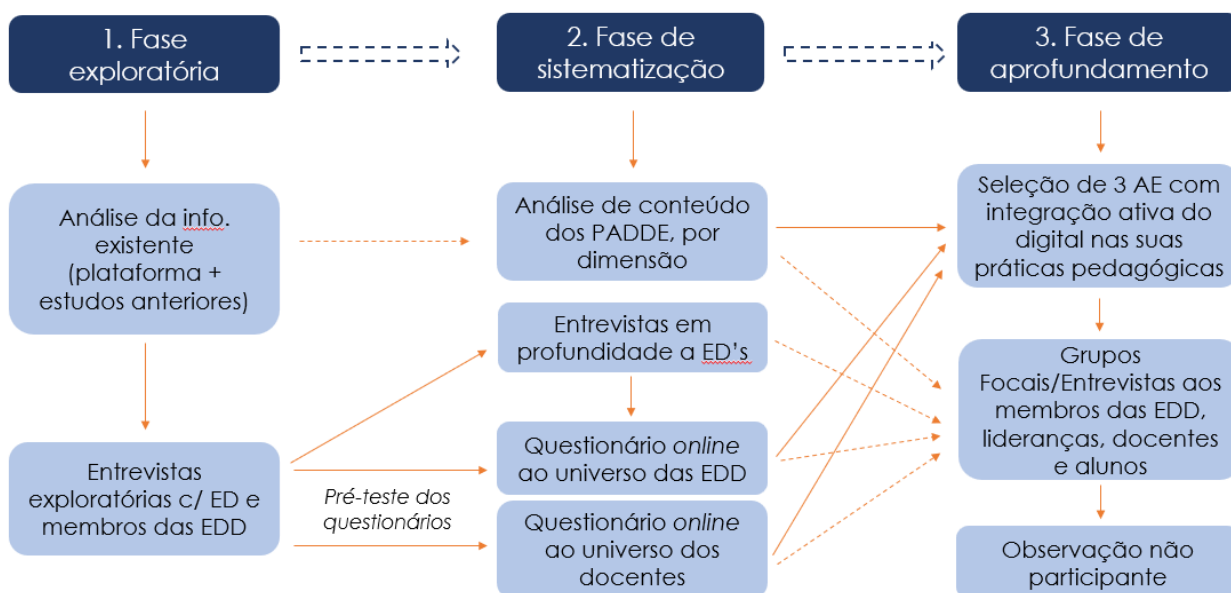 1. Fase
exploratória
2. Fase de
sistematização
3. Fase de
aprofundamento
Análise da info.
existente
(plataforma +
estudos anteriores)
Entrevistas
exploratórias c/ ED e
membros das EDD
Pré-teste dos
questionários
Análise de conteúdo
dos PADDE, por
dimensão
Entrevistas em
profundidade a ED's
Questionário online
ao universo das EDD
Questionário online
ao universo dos
docentes
Seleção de 3 AE com
integração ativa do
digital nas suas
práticas pedagógicas
Grupos
Focais/Entrevistas aos
membros das EDD,
lideranças, docentes
e alunos
Observação não
participante